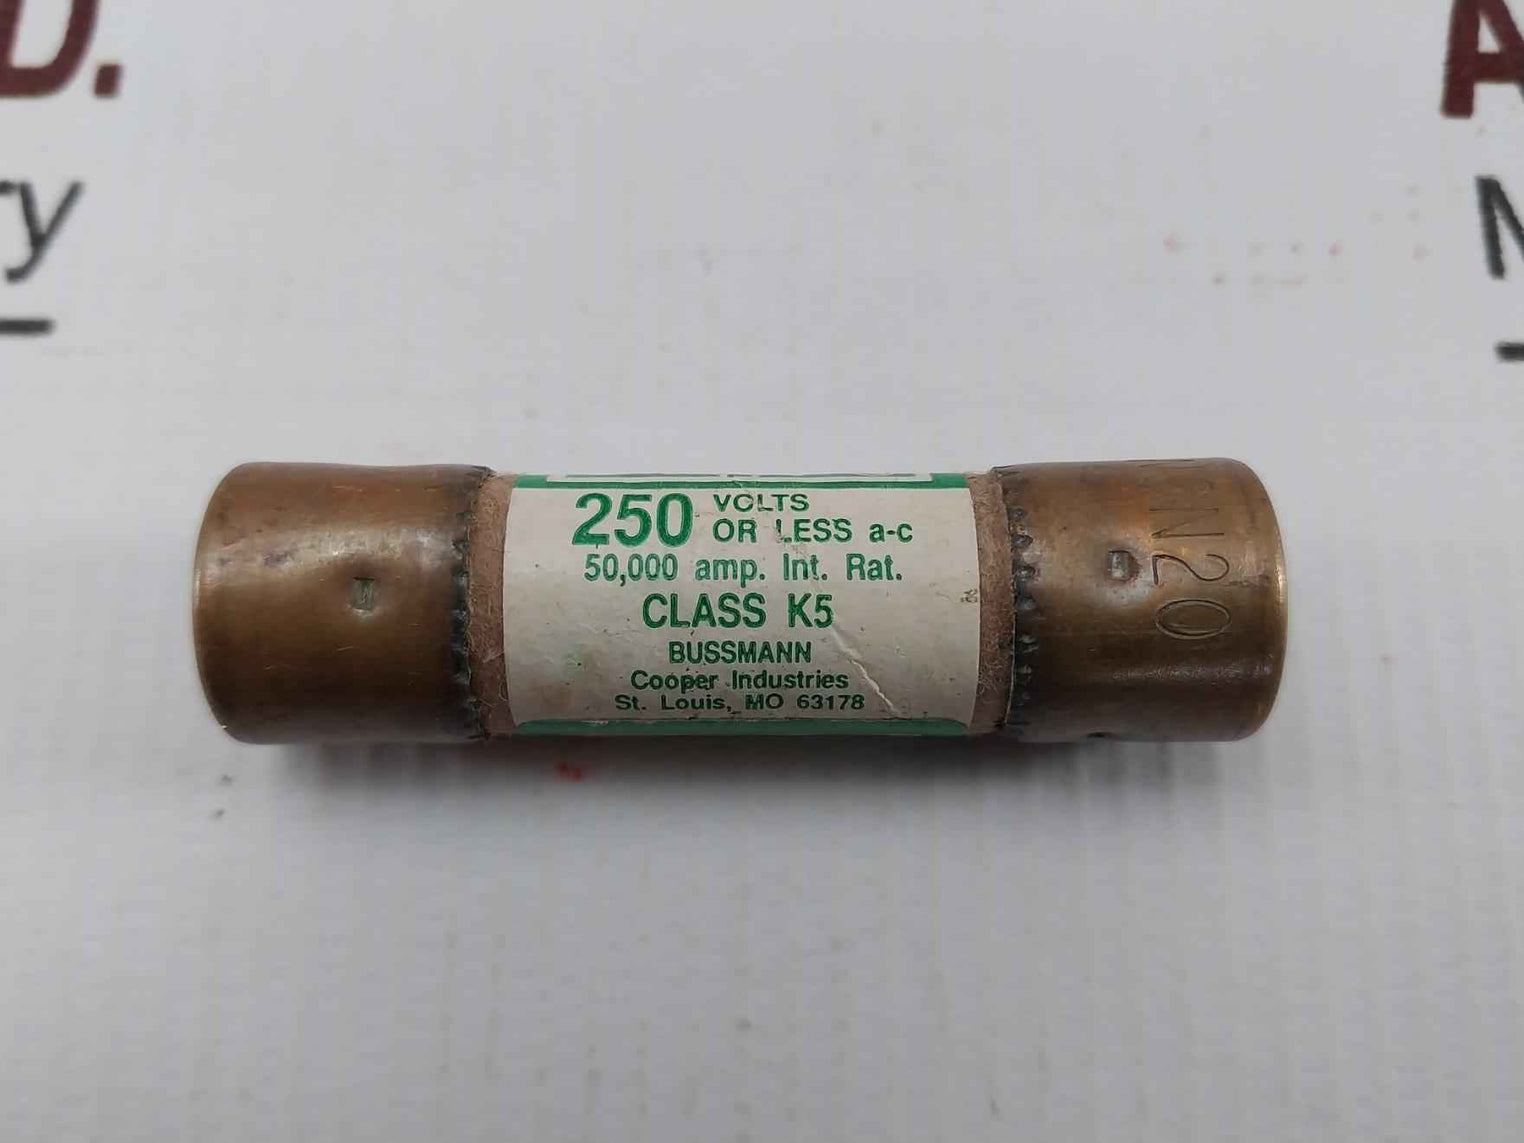 D.
ry
A
250 VOLTS
OR LESS a-c
50,000 amp. Int. Rat.
CLASS K5
BUSSMANN
Cooper Industries
St. Louis, MO 63178
N20